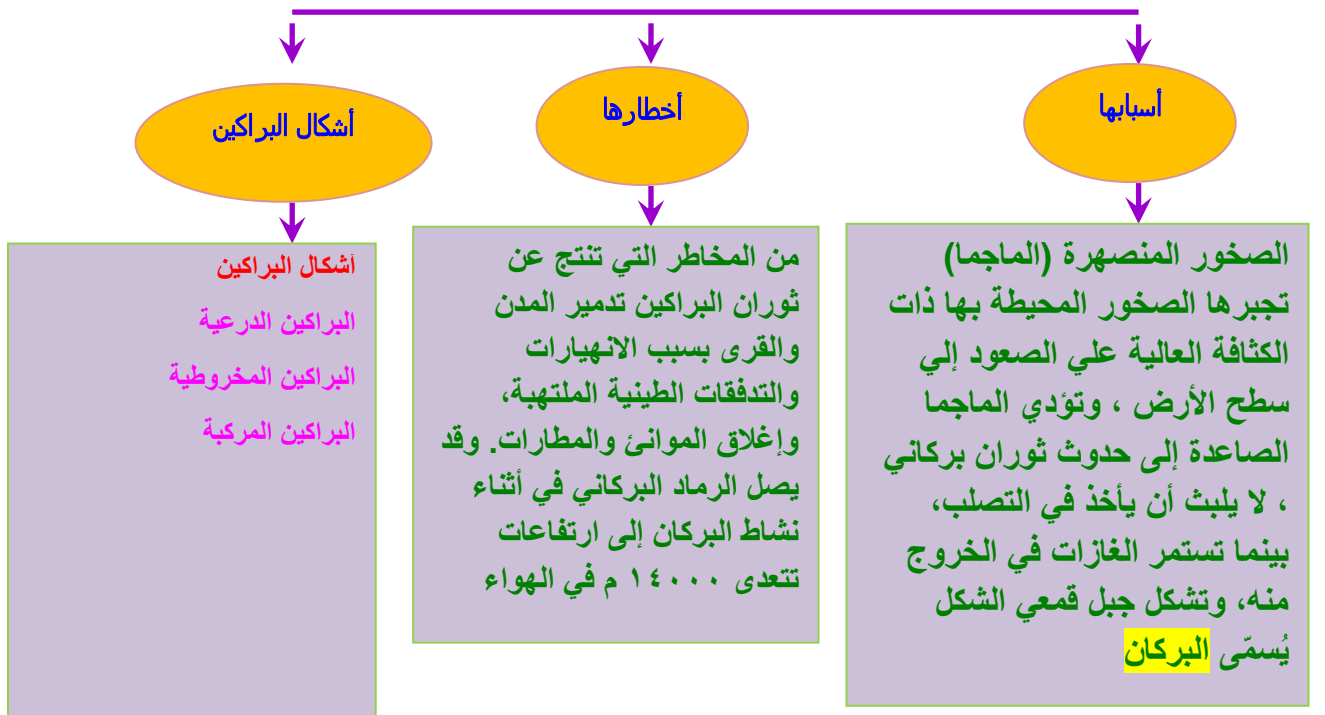 أسبابها
الصخور المنصهرة (الماجما)
تجبرها الصخور المحيطة بها ذات
الكثافة العالية علي الصعود إلي
سطح الأرض ، وتؤدي الماجما
الصاعدة إلى حدوث ثوران بركاني
، لا يلبث أن يأخذ في التصلب،
بينما تستمر الغازات في الخروج
منه، وتشكل جبل قمعي الشكل
يُسمّى البركان
أخطارها
من المخاطر التي تنتج عن
ثوران البراكين تدمير المدن
والقرى بسبب الانهيارات
والتدفقات الطينية الملتهبة،
وإغلاق الموانئ والمطارات. وقد
يصل الرماد البركاني في أثناء
نشاط البركان إلى ارتفاعات
تتعدى ١٤٠٠٠ م في الهواء
أشكال البراكين
أشكال البراكين
البراكين الدرعية
البراكين المخروطية
البراكين المركبة